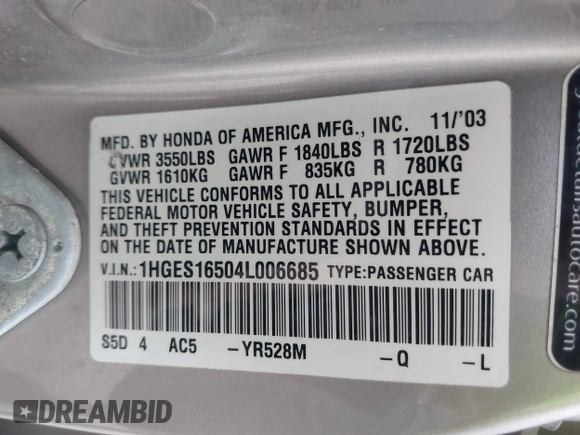 MFD. BY HONDA OF AMERICA MFG., INC. 11/'03
GVWR 3550LBS GAWR F 1840LBS R 1720LBS
GVWR 1610KG GAWR F 835KG R 780KG
THIS VEHICLE CONFORMS TO ALL APPLICABLE
FEDERAL MOTOR VEHICLE SAFETY, BUMPER,
AND THEFT PREVENTION STANDARDS IN EFFECT
ON THE DATE OF MANUFACTURE SHOWN ABOVE.
V.I.N.: 1HGES16504L006685 TYPE:PASSENGER CAR
S5D 4 AC5 -YR528M -Q -L
DREAMBID